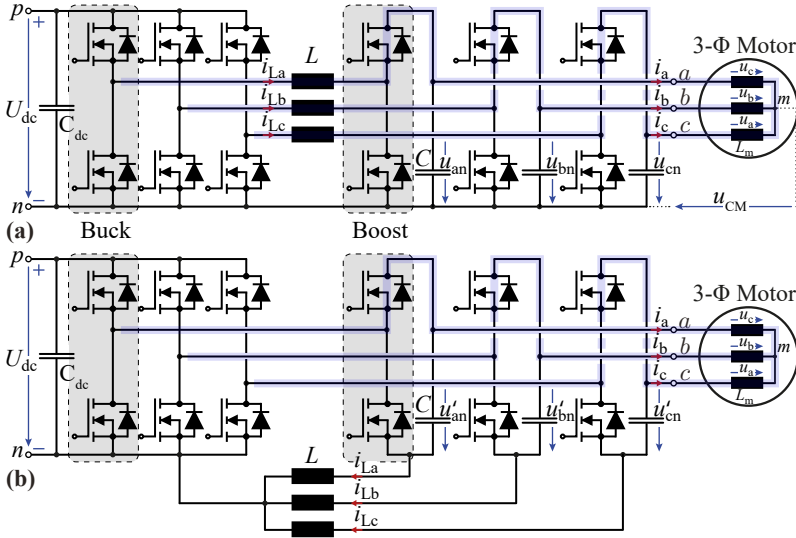 p
+
U_dc
C_dc
−
n
(a)
Buck
L
i_La
i_Lb
i_Lc
Boost
C
u_an
u_bn
u_cn
i_a a
i_b b
i_c c
3-Φ Motor
u_c
u_b
u_a
m
L_m
u_CM
p
+
U_dc
C_dc
−
n
(b)
L
i_La
i_Lb
i_Lc
C
u'_an
u'_bn
u'_cn
i_a a
i_b b
i_c c
3-Φ Motor
u_c
u_b
u_a
m
L_m